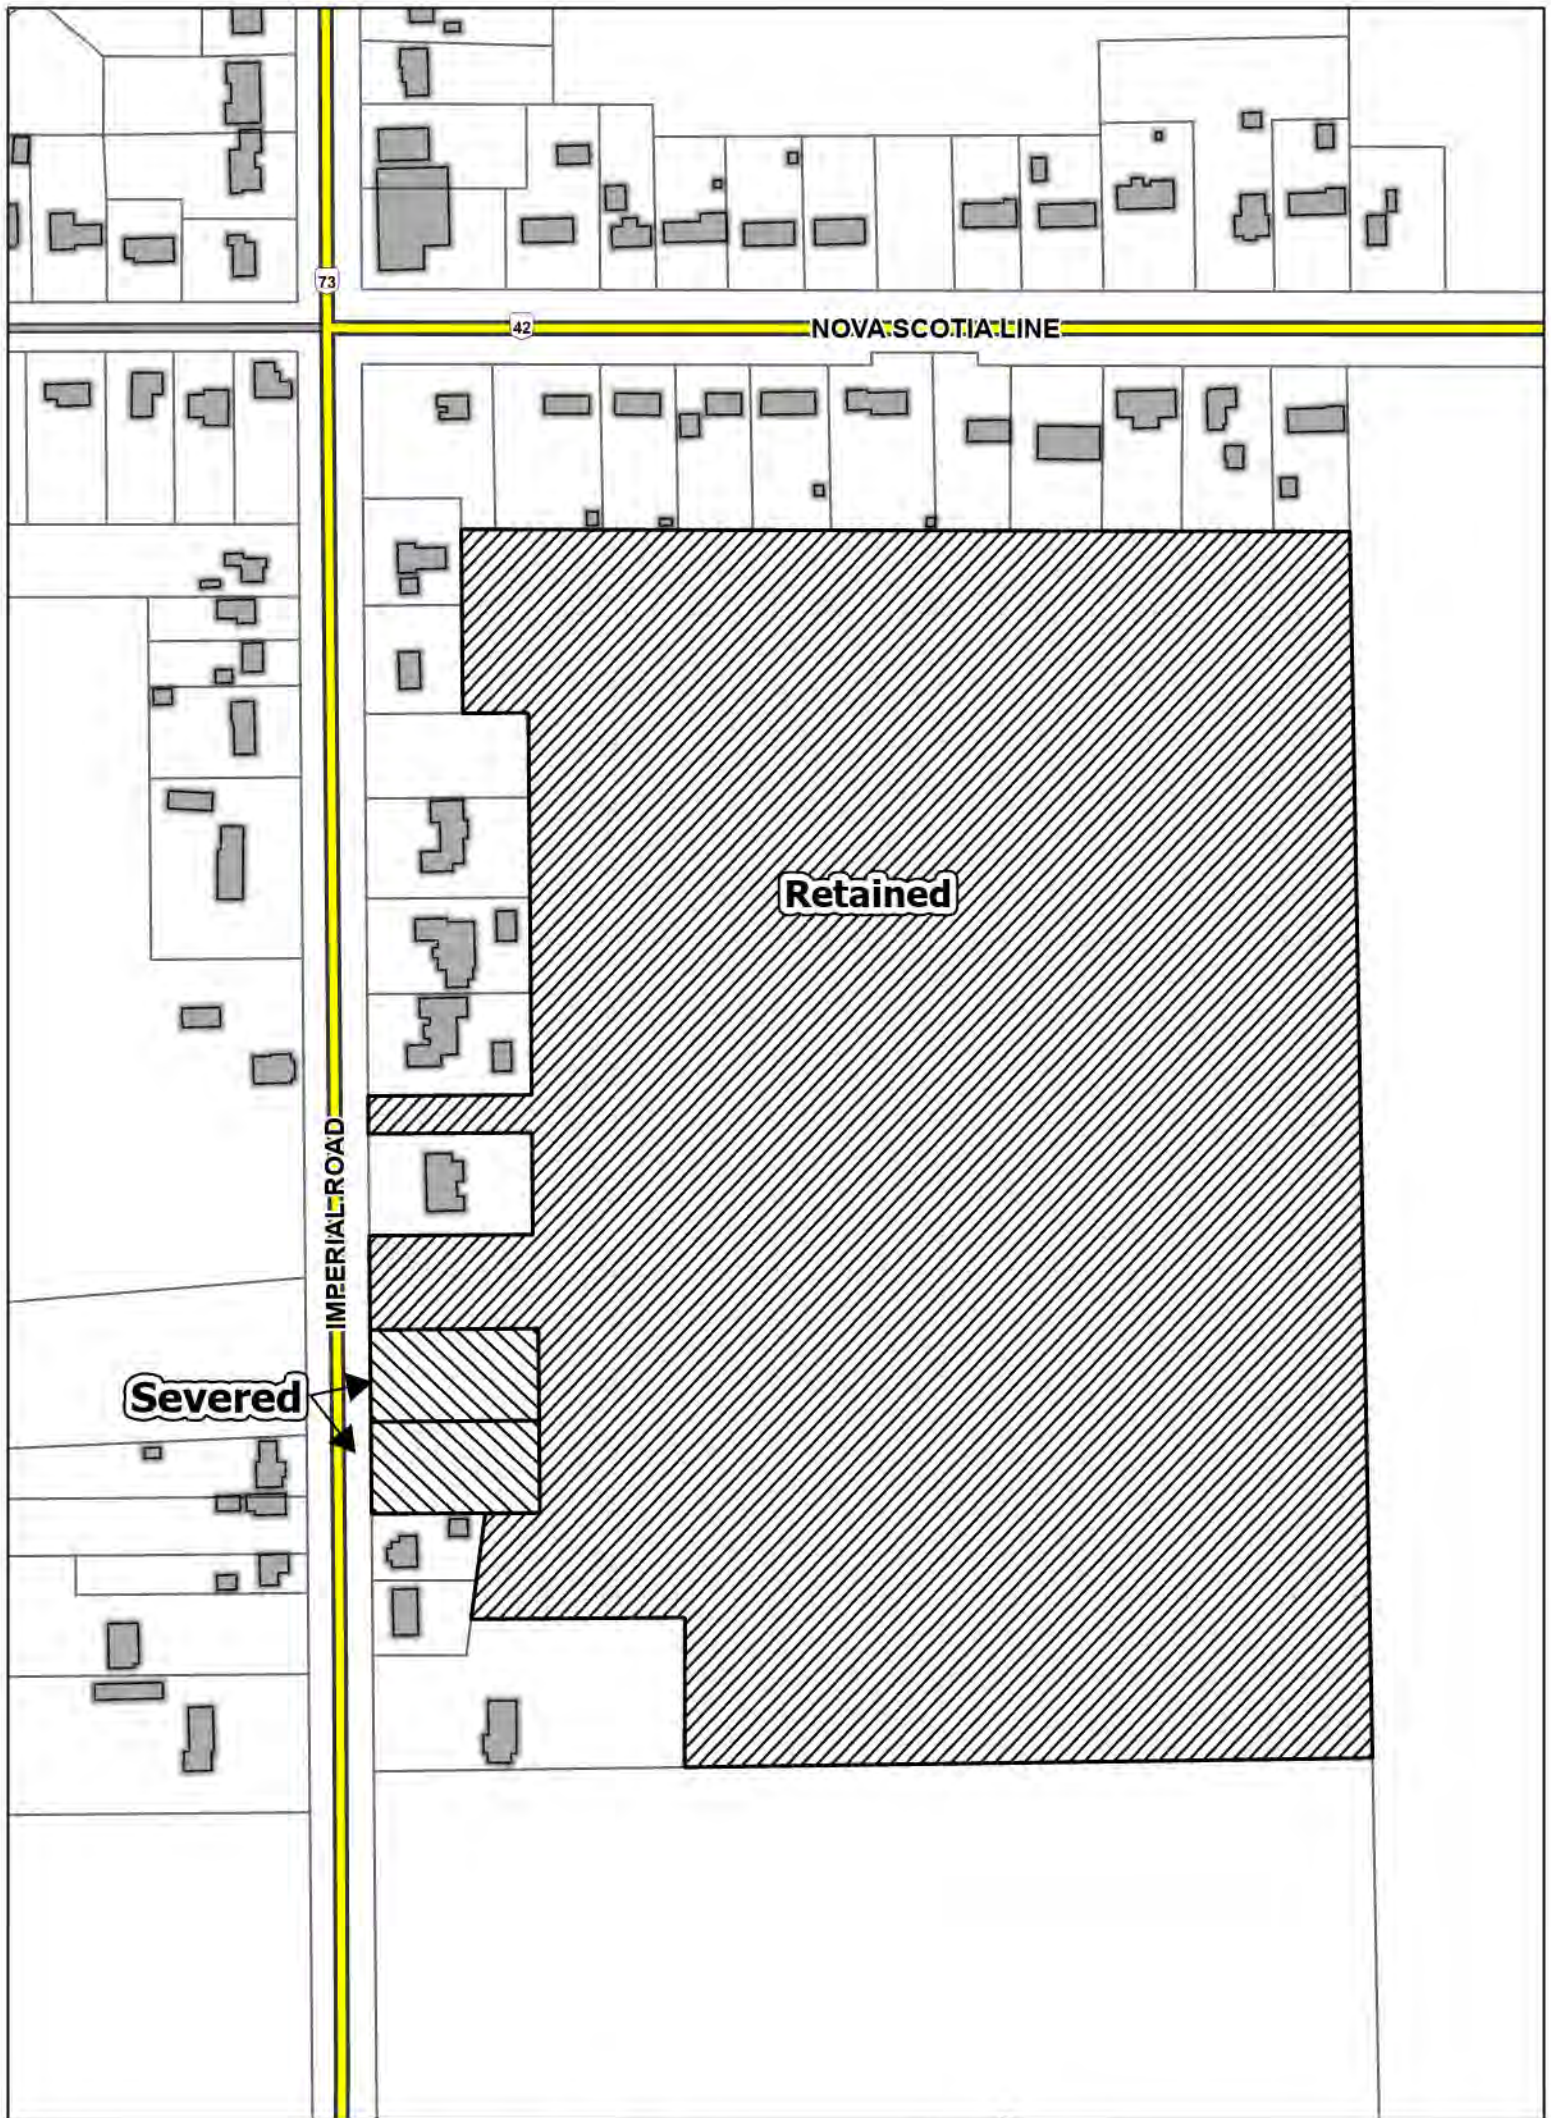 73
42
NOVA SCOTIA LINE
Retained
IMPERIAL ROAD
Severed